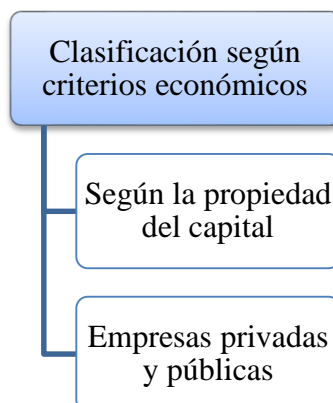 Clasificación según
criterios económicos
Según la propiedad
del capital
Empresas privadas
y públicas